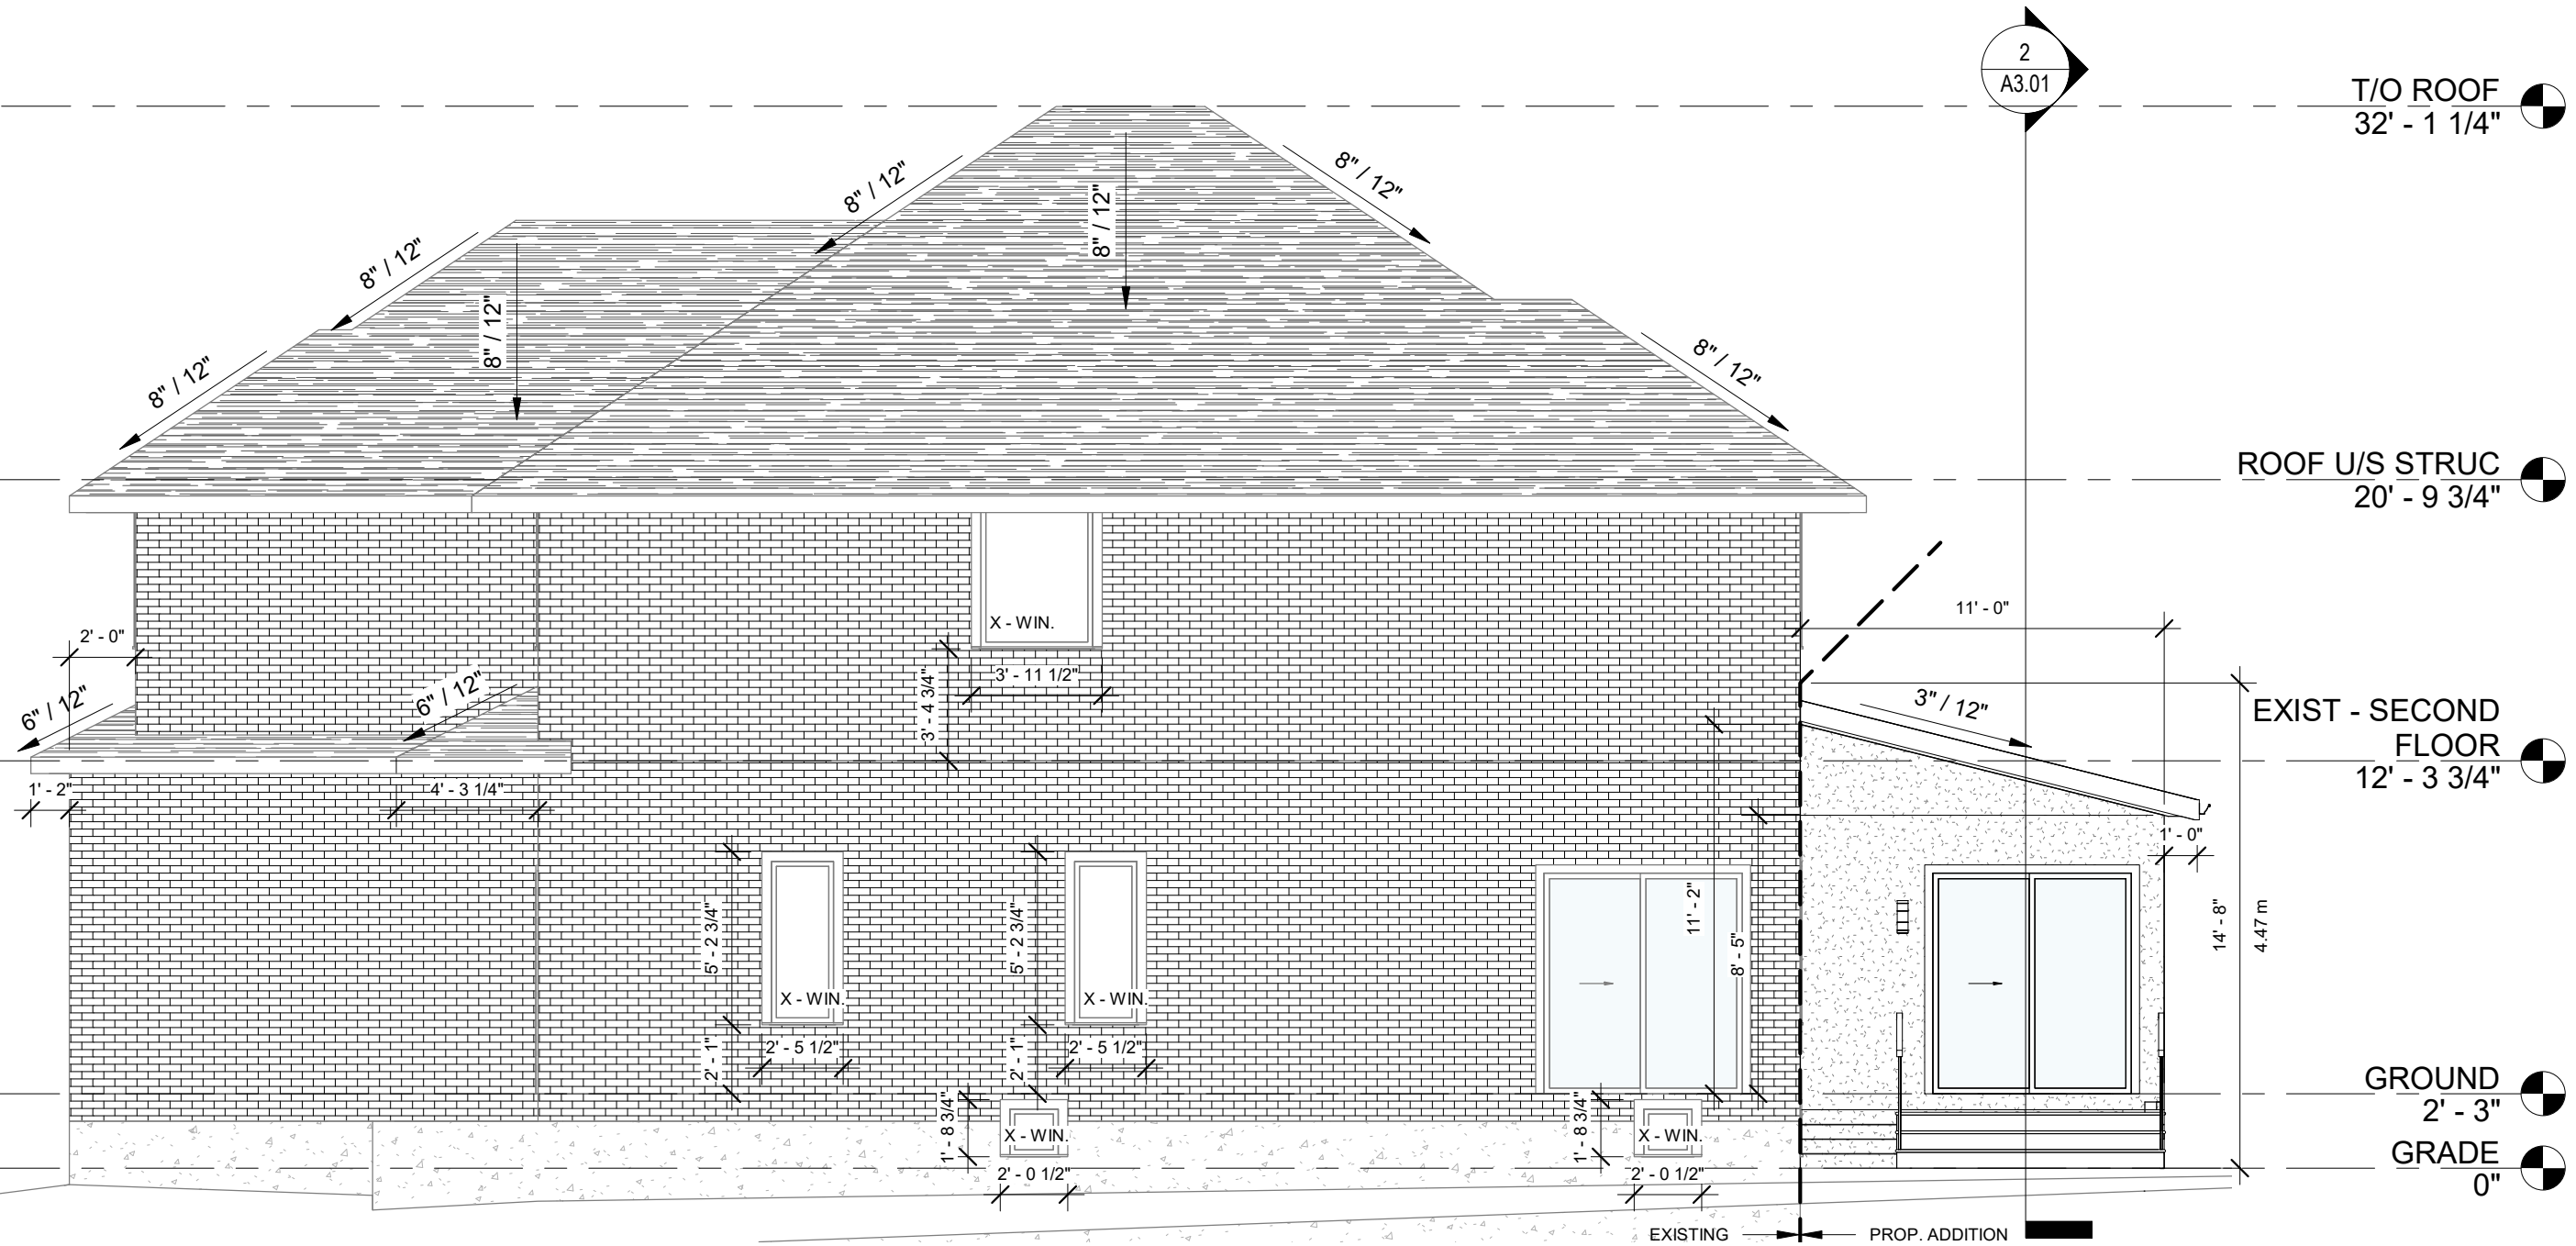 2
A3.01
T/O ROOF
32' - 1 1/4"
8" / 12"
8" / 12"
8" / 12"
8" / 12"
8" / 12"
8" / 12"
8" / 12"
ROOF U/S STRUC
20' - 9 3/4"
X - WIN.
11' - 0"
2' - 0"
3' - 11 1/2"
3' - 4 3/4"
6" / 12"
6" / 12"
3" / 12"
EXIST - SECOND
FLOOR
12' - 3 3/4"
1' - 2"
4' - 3 1/4"
1' - 0"
5' - 2 3/4"
5' - 2 3/4"
11' - 2"
8' - 5"
14' - 8"
4.47 m
X - WIN.
X - WIN.
2' - 1"
2' - 5 1/2"
2' - 1"
2' - 5 1/2"
GROUND
2' - 3"
1' - 8 3/4"
X - WIN.
1' - 8 3/4"
X - WIN.
GRADE
0"
2' - 0 1/2"
2' - 0 1/2"
EXISTING
PROP. ADDITION